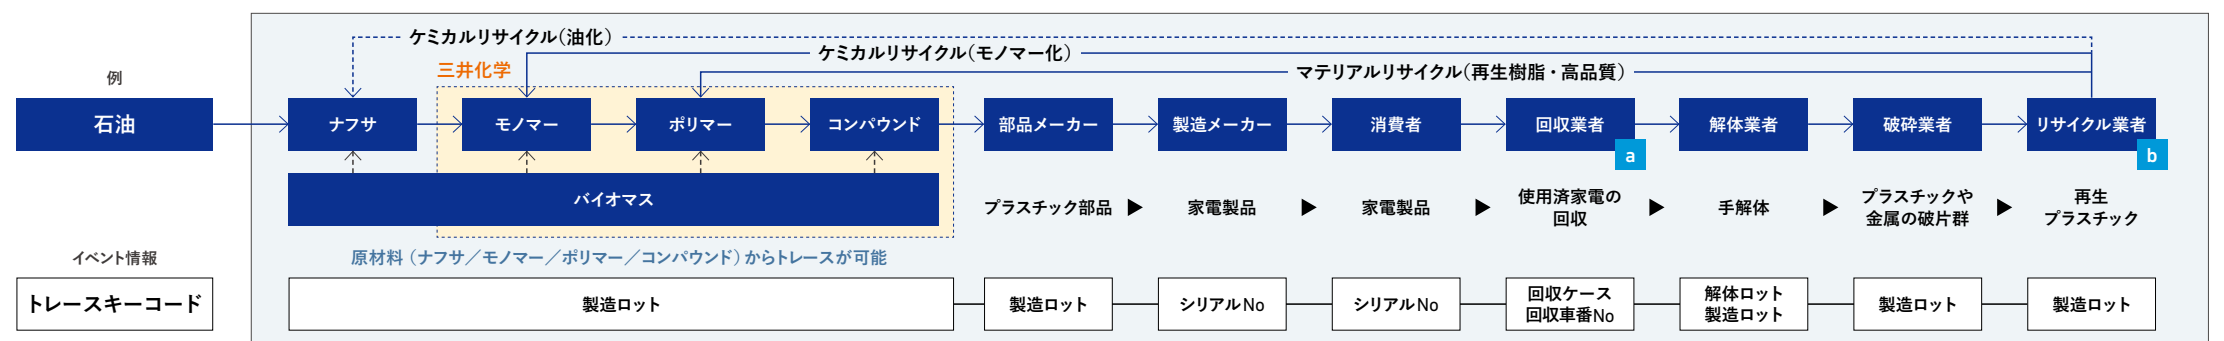 ケミカルリサイクル（油化）
ケミカルリサイクル（モノマー化）
三井化学
マテリアルリサイクル（再生樹脂・高品質）
例
石油
ナフサ
モノマー
ポリマー
コンパウンド
部品メーカー
製造メーカー
消費者
回収業者
解体業者
破砕業者
リサイクル業者
a
b
バイオマス
プラスチック部品 ▶
家電製品 ▶
家電製品 ▶
使用済家電の
回収 ▶
手解体 ▶
プラスチックや
金属の破片群 ▶
再生
プラスチック
イベント情報
原材料（ナフサ／モノマー／ポリマー／コンパウンド）からトレースが可能
トレースキーコード
製造ロット
製造ロット
シリアルNo
シリアルNo
回収ケース
回収車番No
解体ロット
製造ロット
製造ロット
製造ロット